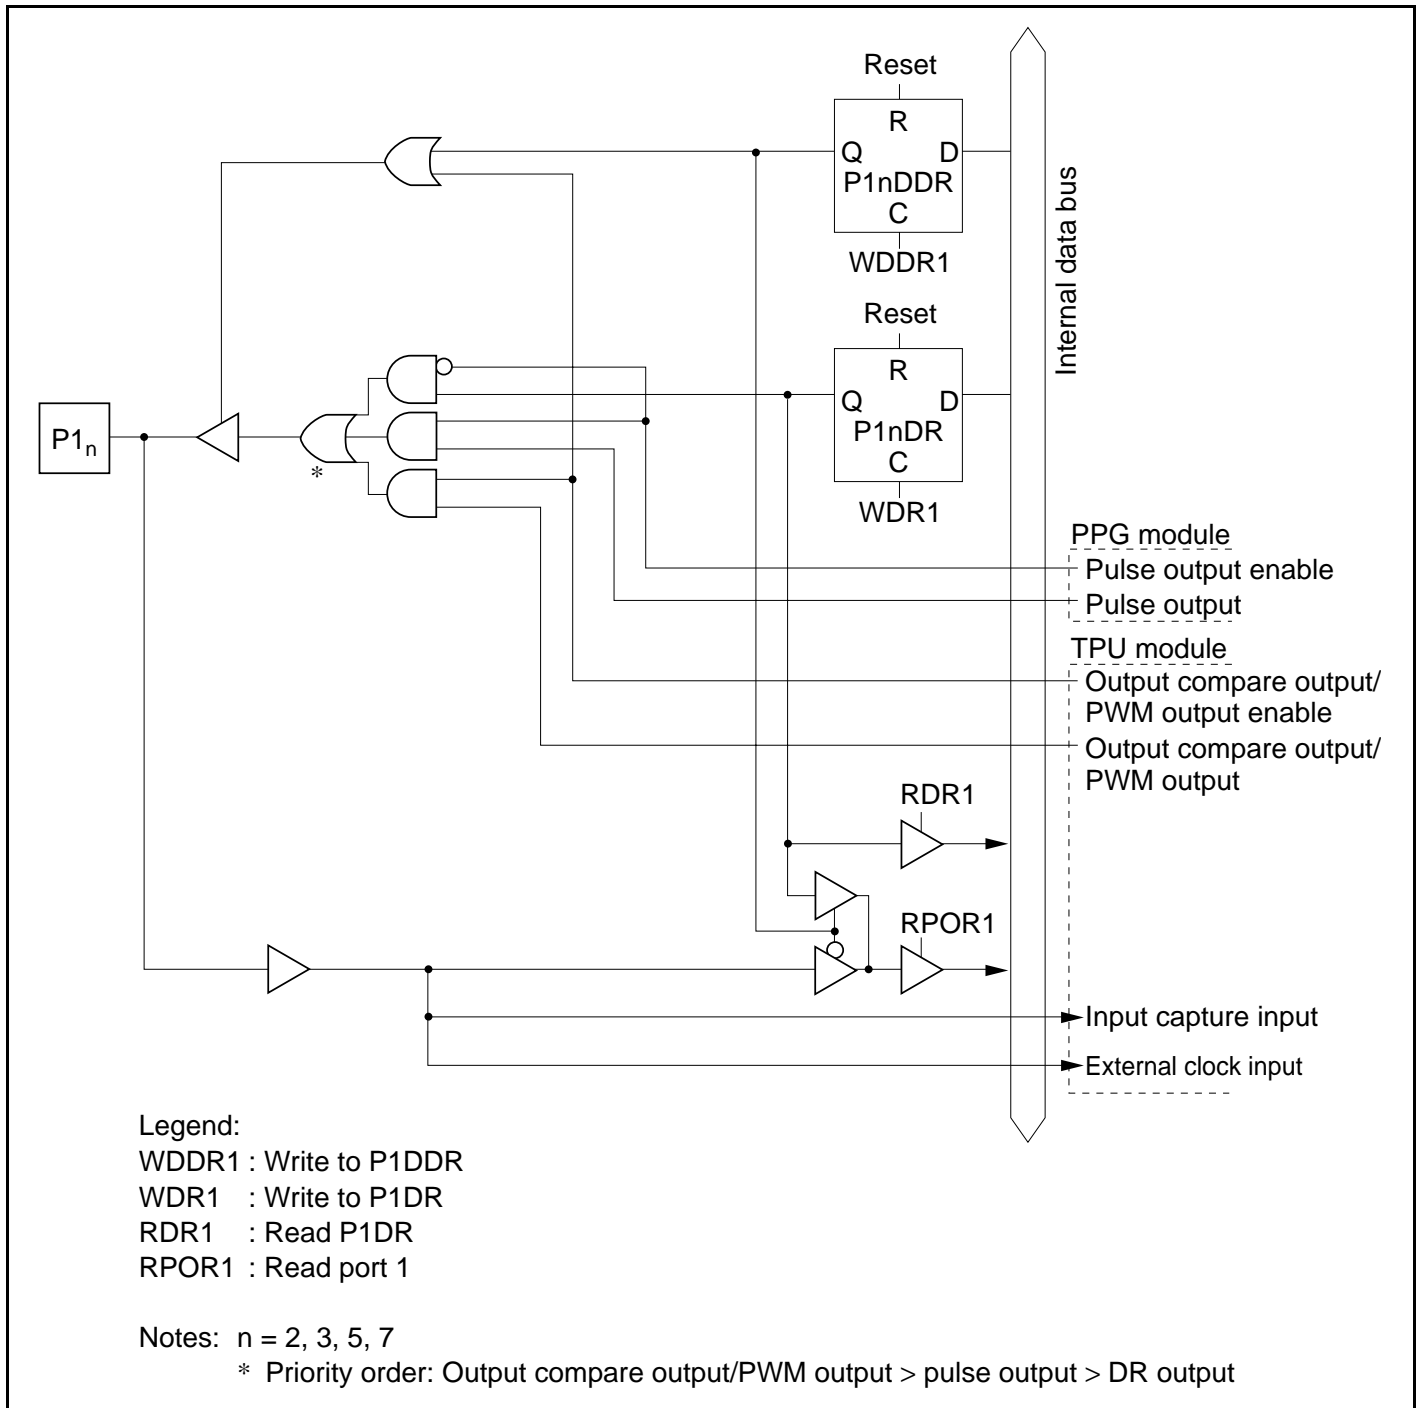 Reset
R
Q D
P1nDDR
C
WDDR1
Internal data bus
Reset
R
Q D
P1nDR
C
WDR1
P1n
*
PPG module
Pulse output enable
Pulse output
TPU module
Output compare output/
PWM output enable
Output compare output/
PWM output
RDR1
RPOR1
Input capture input
External clock input
Legend:
WDDR1 : Write to P1DDR
WDR1 : Write to P1DR
RDR1 : Read P1DR
RPOR1 : Read port 1
Notes: n = 2, 3, 5, 7
* Priority order: Output compare output/PWM output > pulse output > DR output